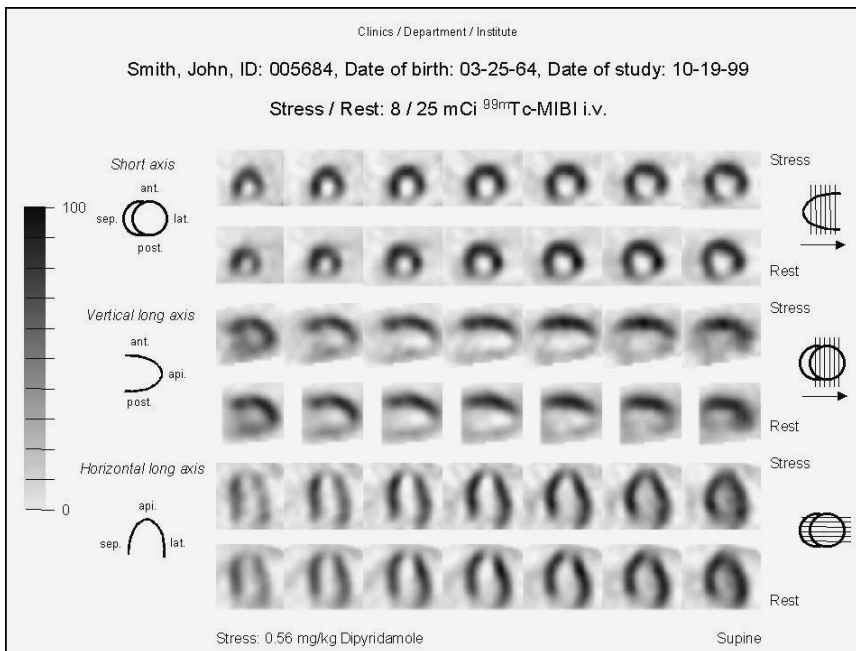 Clinics / Department / Institute
Smith, John, ID: 005684, Date of birth: 03-25-64, Date of study: 10-19-99
Stress / Rest: 8 / 25 mCi ⁹⁹ᵐTc-MIBI i.v.
Short axis
Stress
ant.
100
sep.
lat.
post.
Rest
Vertical long axis
Stress
ant.
api.
post.
Rest
Horizontal long axis
Stress
api.
0
sep.
lat.
Rest
Stress: 0.56 mg/kg Dipyridamole
Supine